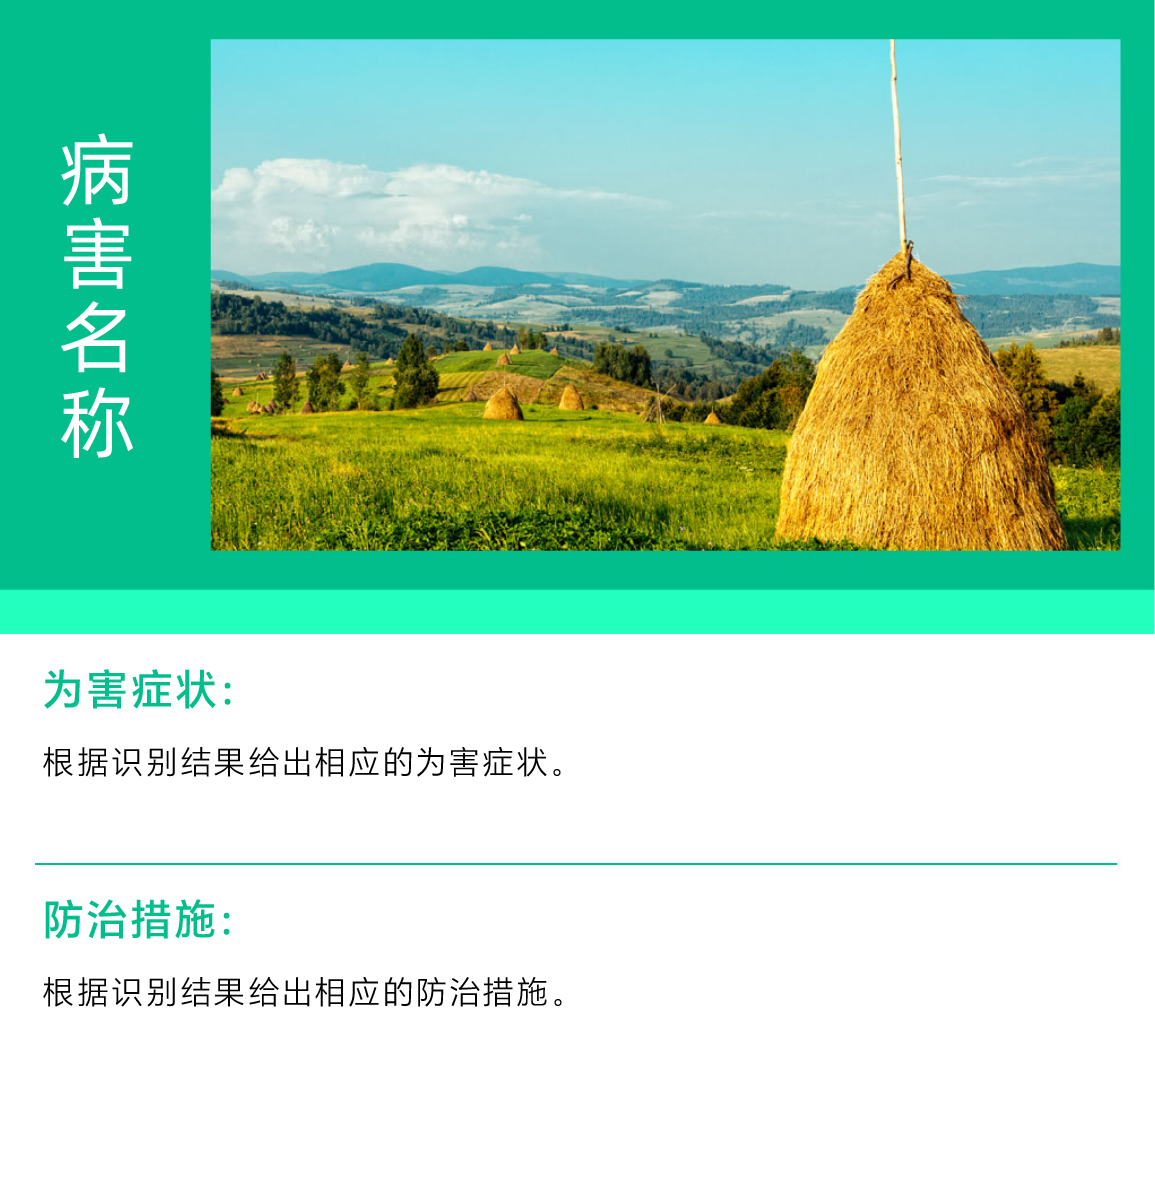 病害名称
为害症状：
根据识别结果给出相应的为害症状。
防治措施：
根据识别结果给出相应的防治措施。